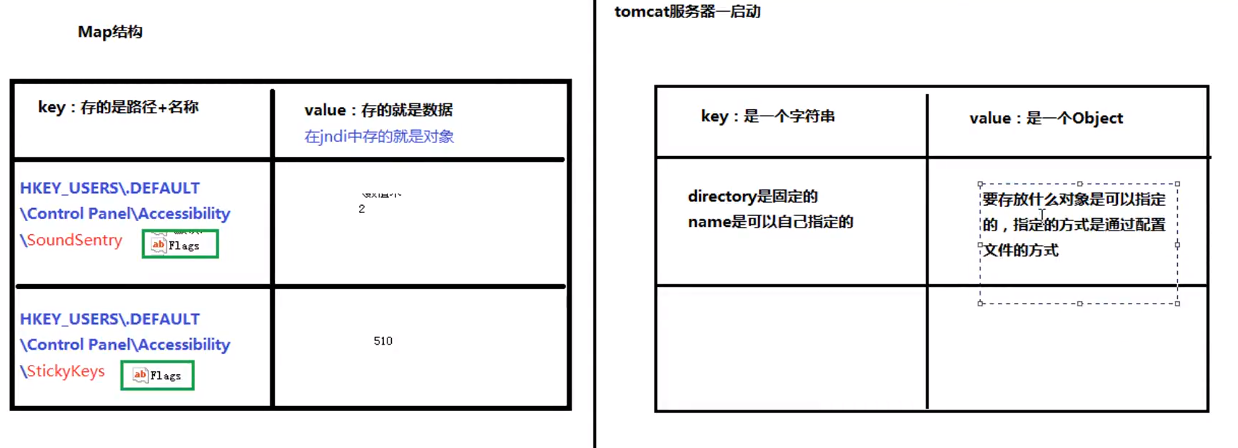 Map结构
key：存的是路径+名称
value：存的就是数据
在jndi中存的就是对象
HKEY_USERS\.DEFAULT
\Control Panel\Accessibility
\SoundSentry
ab Flags
2
HKEY_USERS\.DEFAULT
\Control Panel\Accessibility
\StickyKeys
ab Flags
510
tomcat服务器一启动
key：是一个字符串
value：是一个Object
directory是固定的
name是可以自己指定的
要存放什么对象是可以指定
的，指定的方式是通过配置
文件的方式